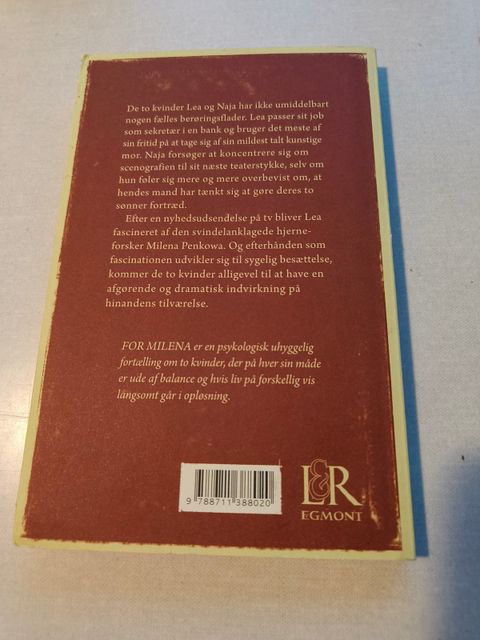 De to kvinder Lea og Naja har ikke umiddelbart
nogen fælles berøringsflader. Lea passer sit job
som sekretær i en bank og bruger det meste af
sin fritid på at tage sig af sin mildest talt kunstige
mor. Naja forsøger at koncentrere sig om
scenografien til sit næste teaterstykke, selv om
hun føler sig mere og mere overbevist om, at
hendes mand har tænkt sig at gøre deres to
sønner fortræd.
Efter en nyhedsudsendelse på tv bliver Lea
fascineret af den svindelanklagede hjerne-
forsker Milena Penkowa. Og efterhånden som
fascinationen udvikler sig til sygelig besættelse,
kommer de to kvinder alligevel til at have en
afgørende og dramatisk indvirkning på
hinandens tilværelse.
FOR MILENA er en psykologisk uhyggelig
fortælling om to kvinder, der på hver sin måde
er ude af balance og hvis liv på forskellig vis
langsomt går i opløsning.
9 788711 388020
L&R
EGMONT